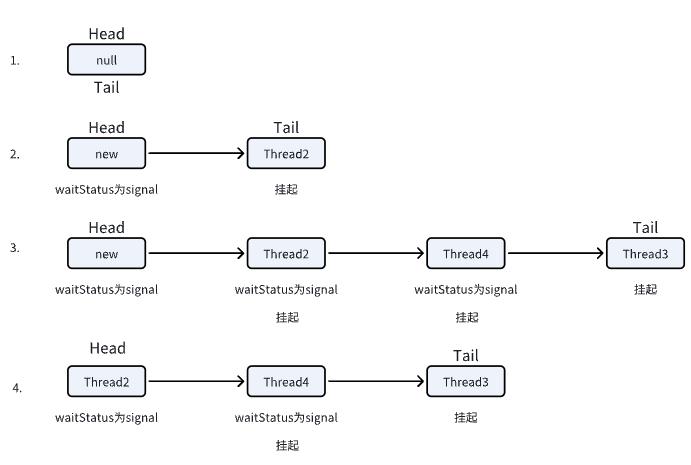 Head
1.
null
Tail
Head
Tail
2.
new
Thread2
waitStatus为signal
挂起
Head
Tail
3.
new
Thread2
Thread4
Thread3
waitStatus为signal
waitStatus为signal
waitStatus为signal
挂起
挂起
挂起
Head
Tail
4.
Thread2
Thread4
Thread3
waitStatus为signal
waitStatus为signal
挂起
挂起